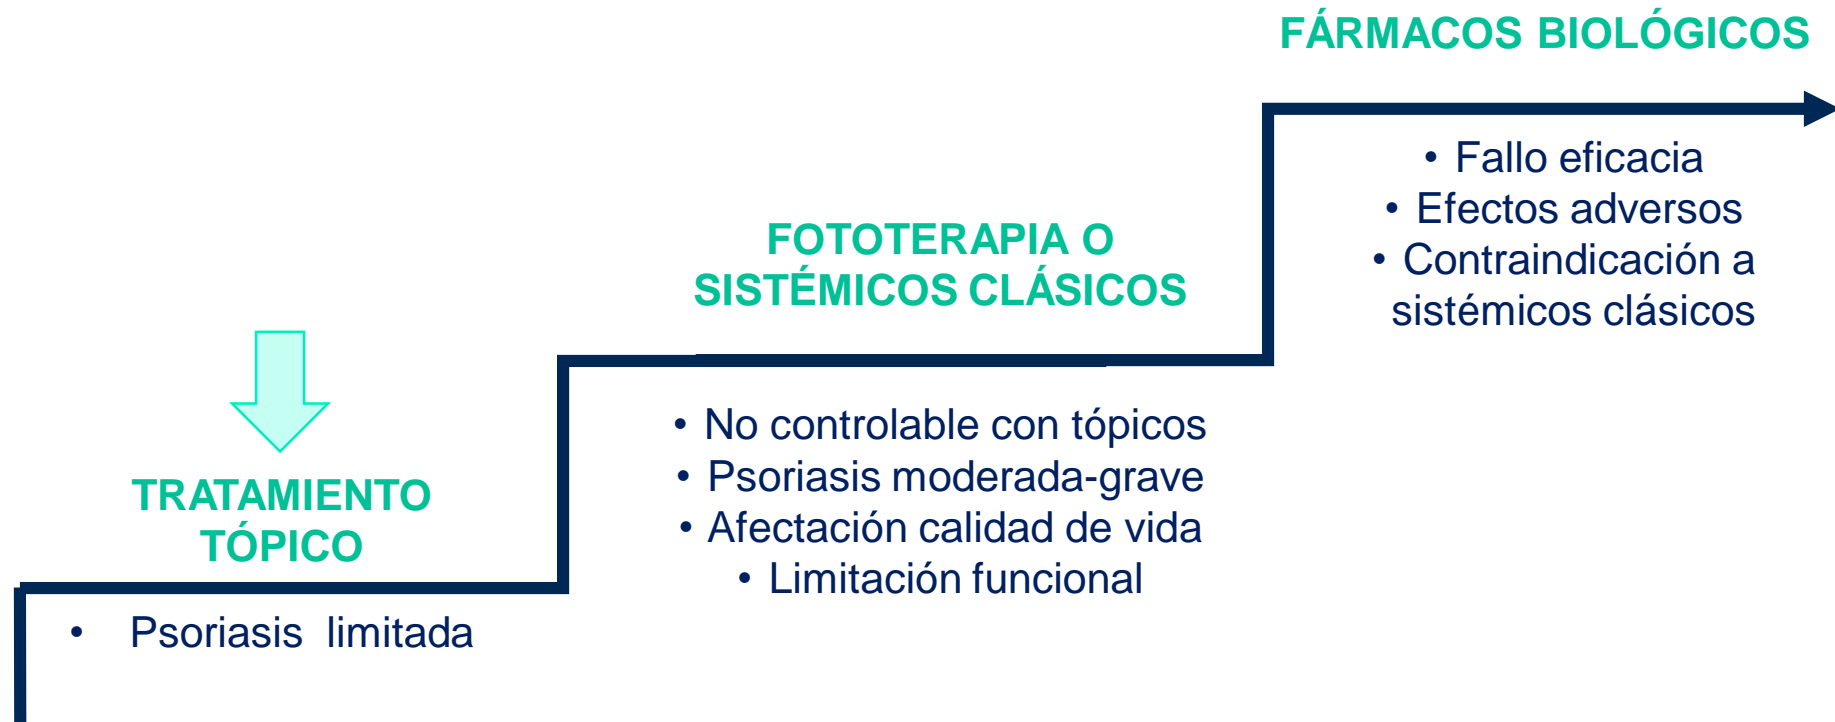 FÁRMACOS BIOLÓGICOS
• Fallo eficacia
• Efectos adversos
• Contraindicación a
sistémicos clásicos
FOTOTERAPIA O
SISTÉMICOS CLÁSICOS
• No controlable con tópicos
• Psoriasis moderada-grave
• Afectación calidad de vida
• Limitación funcional
TRATAMIENTO
TÓPICO
• Psoriasis limitada